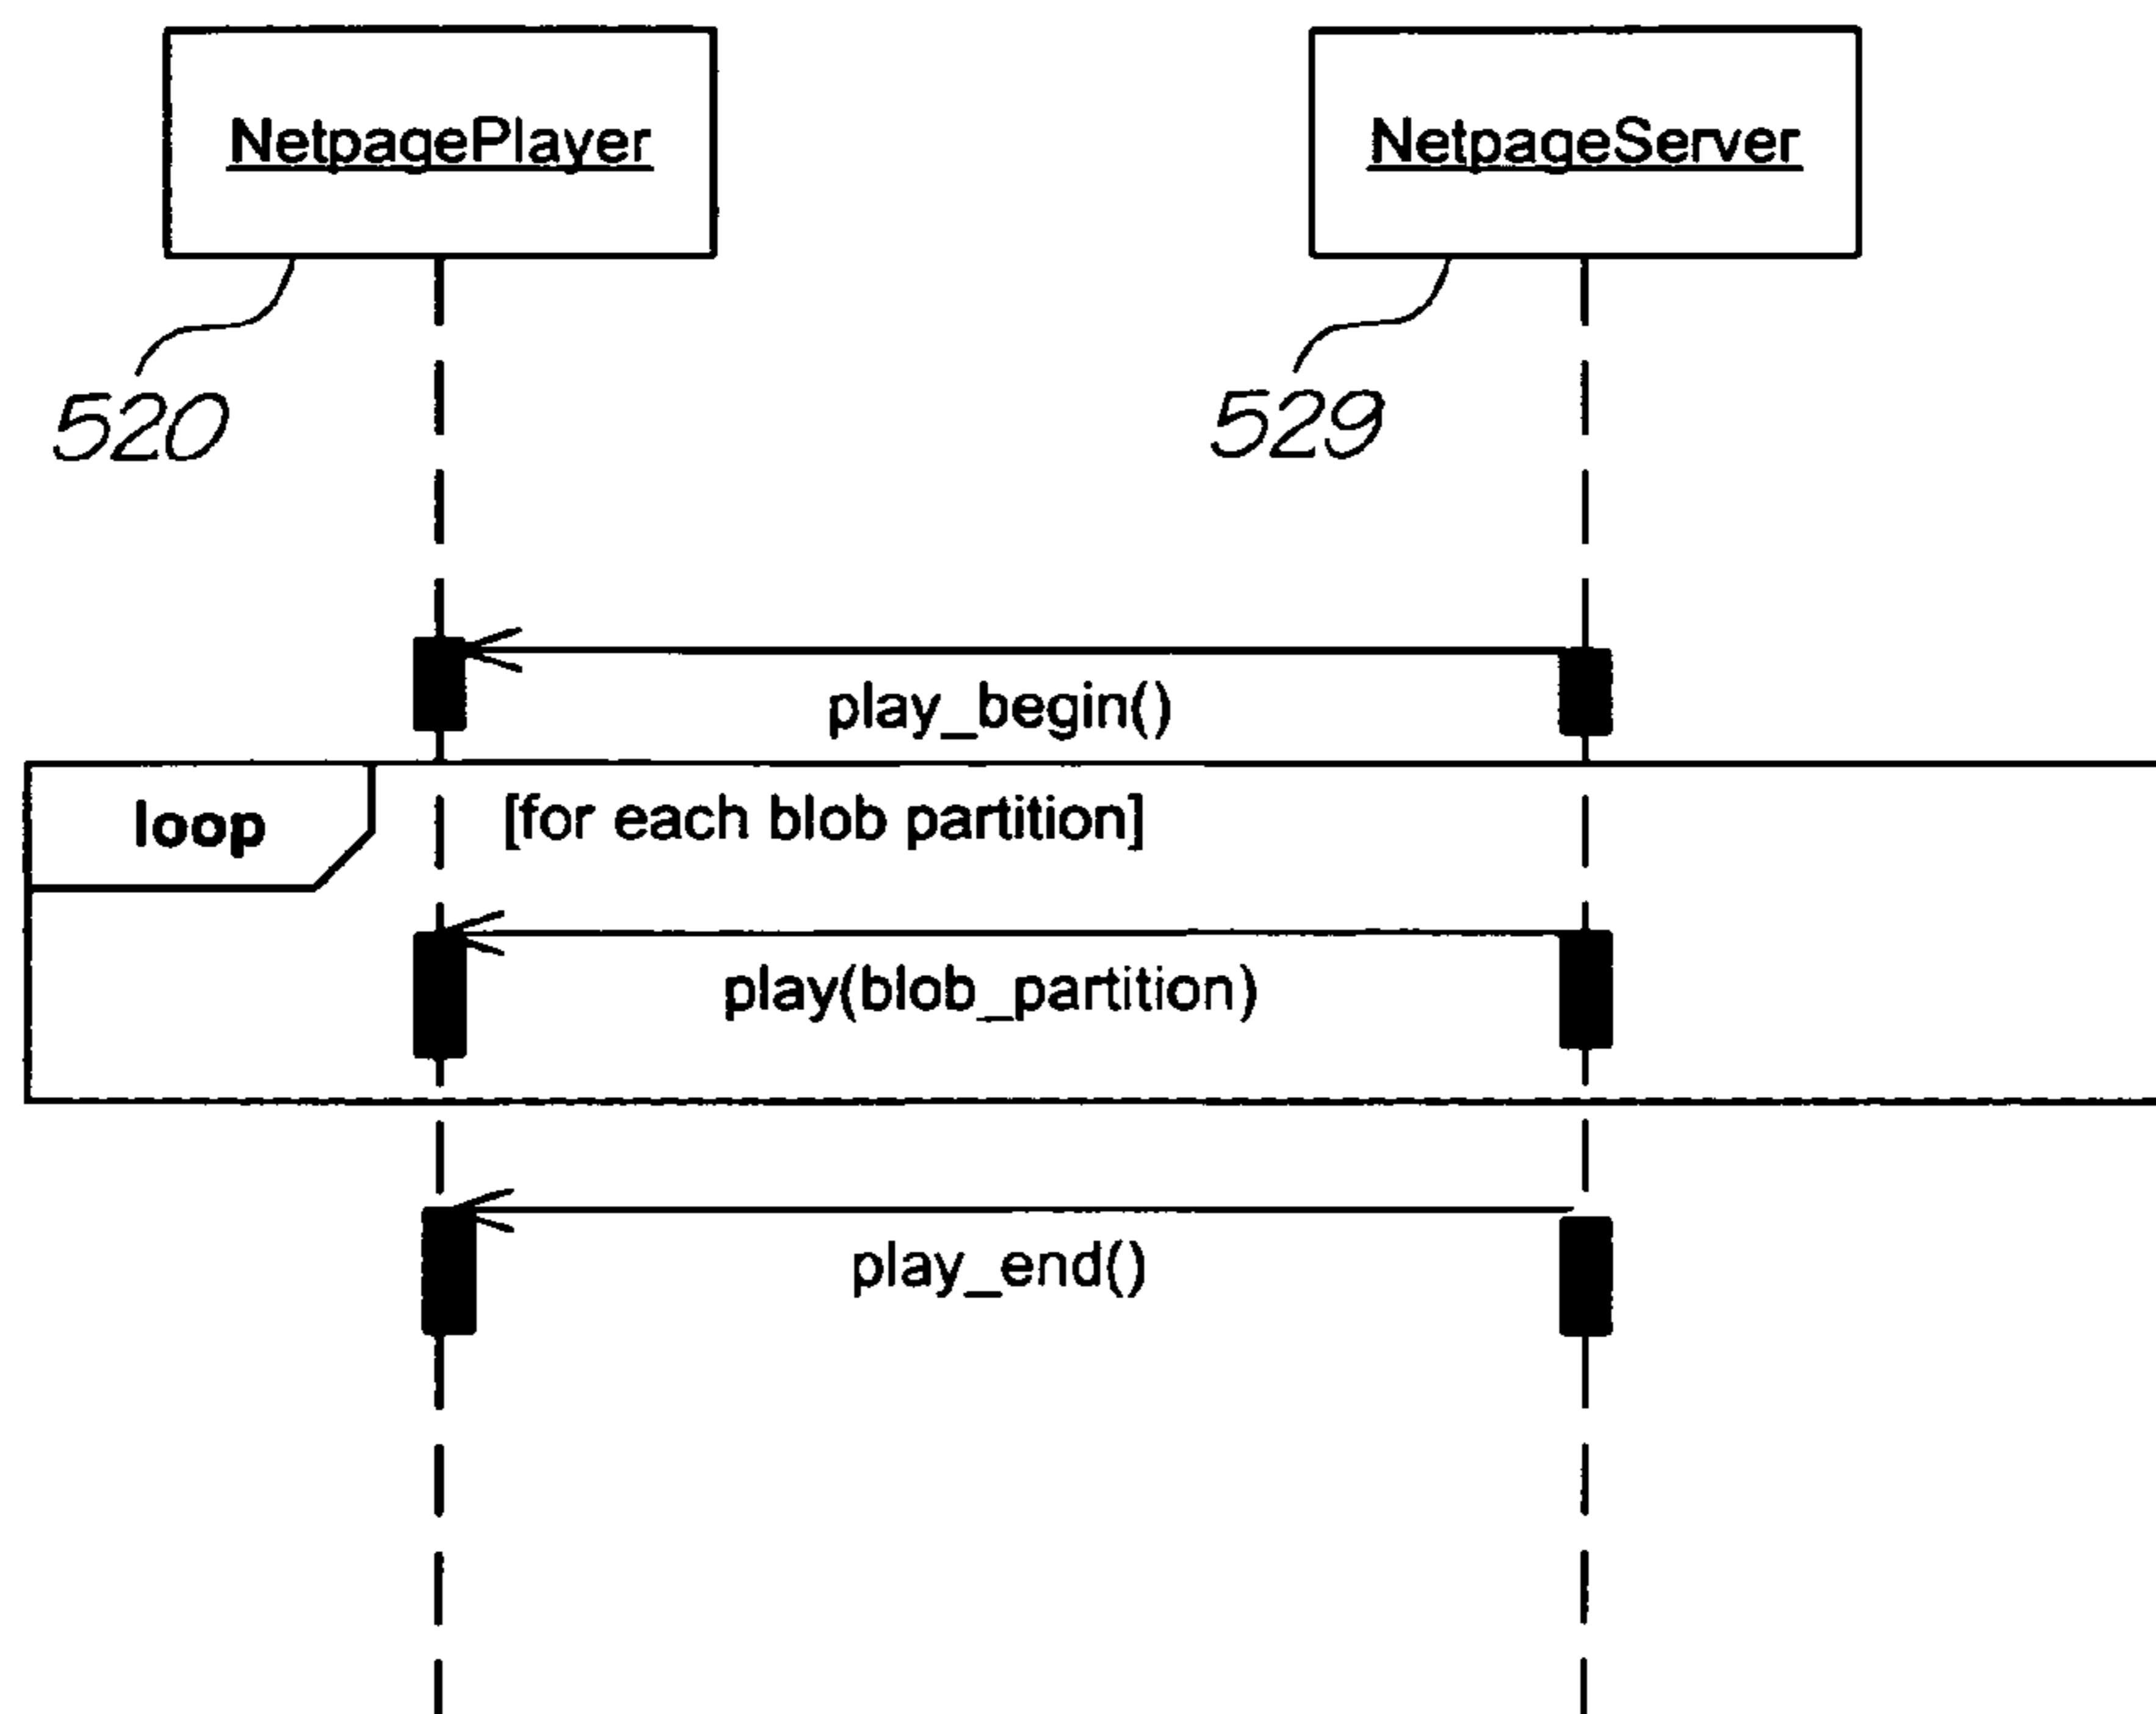 NetpagePlayer
NetpageServer
520
529
play_begin()
loop
[for each blob partition]
play(blob_partition)
play_end()